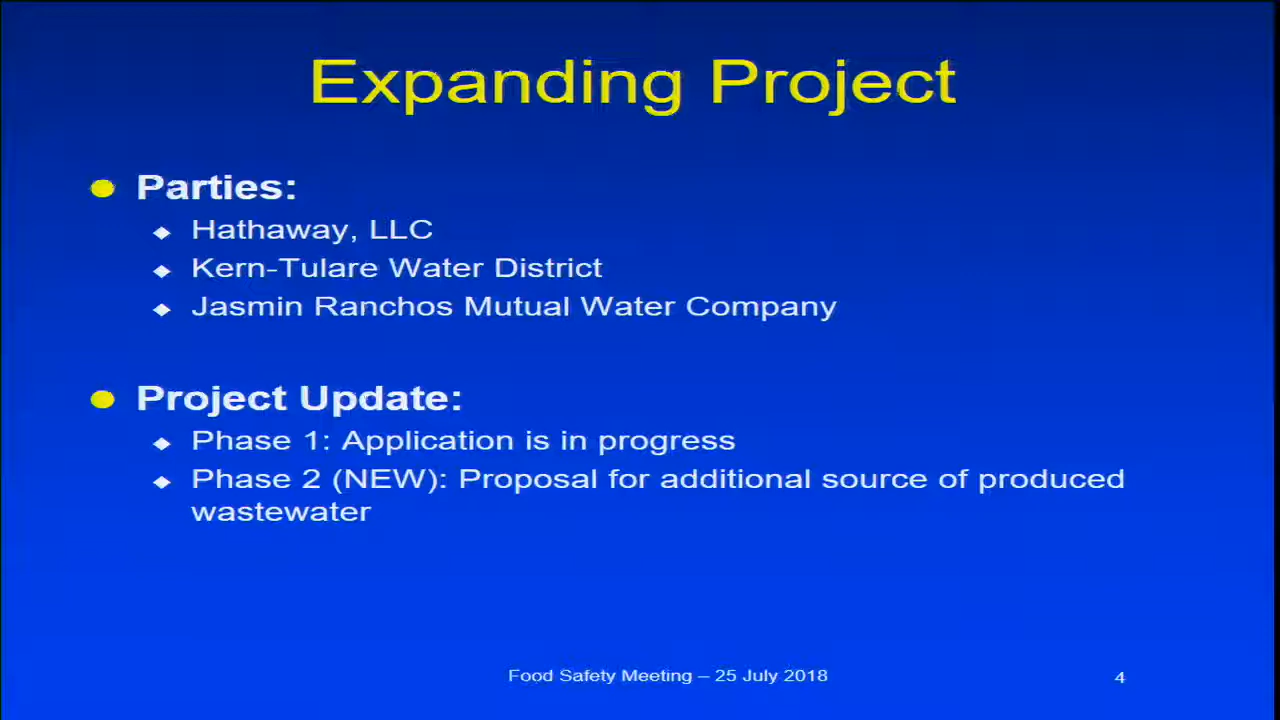 Expanding Project
Parties:
Hathaway, LLC
Kern-Tulare Water District
Jasmin Ranchos Mutual Water Company
Project Update:
Phase 1: Application is in progress
Phase 2 (NEW): Proposal for additional source of produced
wastewater
Food Safety Meeting – 25 July 2018
4